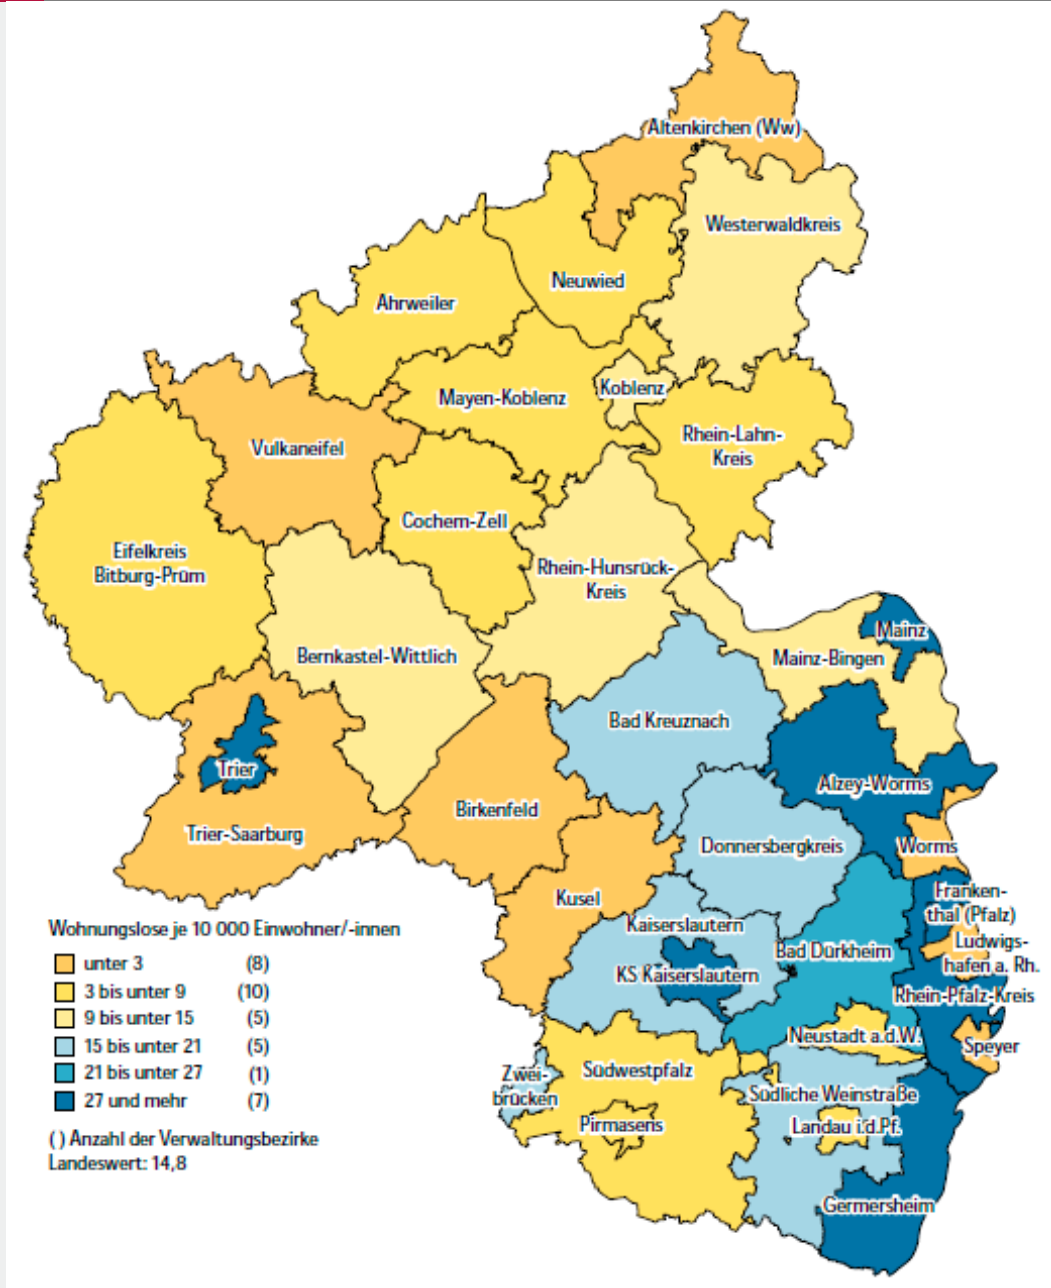 Altenkirchen (Ww)
Westerwaldkreis
Neuwied
Ahrweiler
Koblenz
Mayen-Koblenz
Rhein-Lahn-
Kreis
Vulkaneifel
Cochem-Zell
Eifelkreis
Bitburg-Prüm
Rhein-Hunsrück-
Kreis
Mainz
Bernkastel-Wittlich
Mainz-Bingen
Bad Kreuznach
Trier
Alzey-Worms
Birkenfeld
Trier-Saarburg
Donnersbergkreis
Worms
Kusel
Franken-
thal (Pfalz)
Kaiserslautern
Ludwigs-
hafen a. Rh.
Bad Dürkheim
KS Kaiserslautern
Rhein-Pfalz-Kreis
Neustadt a.d.W.
Speyer
Zwei-
brücken
Südwestpfalz
Südliche Weinstraße
Pirmasens
Landau i.d.Pf.
Germersheim
Wohnungslose je 10 000 Einwohner/-innen
unter 3 (8)
3 bis unter 9 (10)
9 bis unter 15 (5)
15 bis unter 21 (5)
21 bis unter 27 (1)
27 und mehr (7)
( ) Anzahl der Verwaltungsbezirke
Landeswert: 14,8